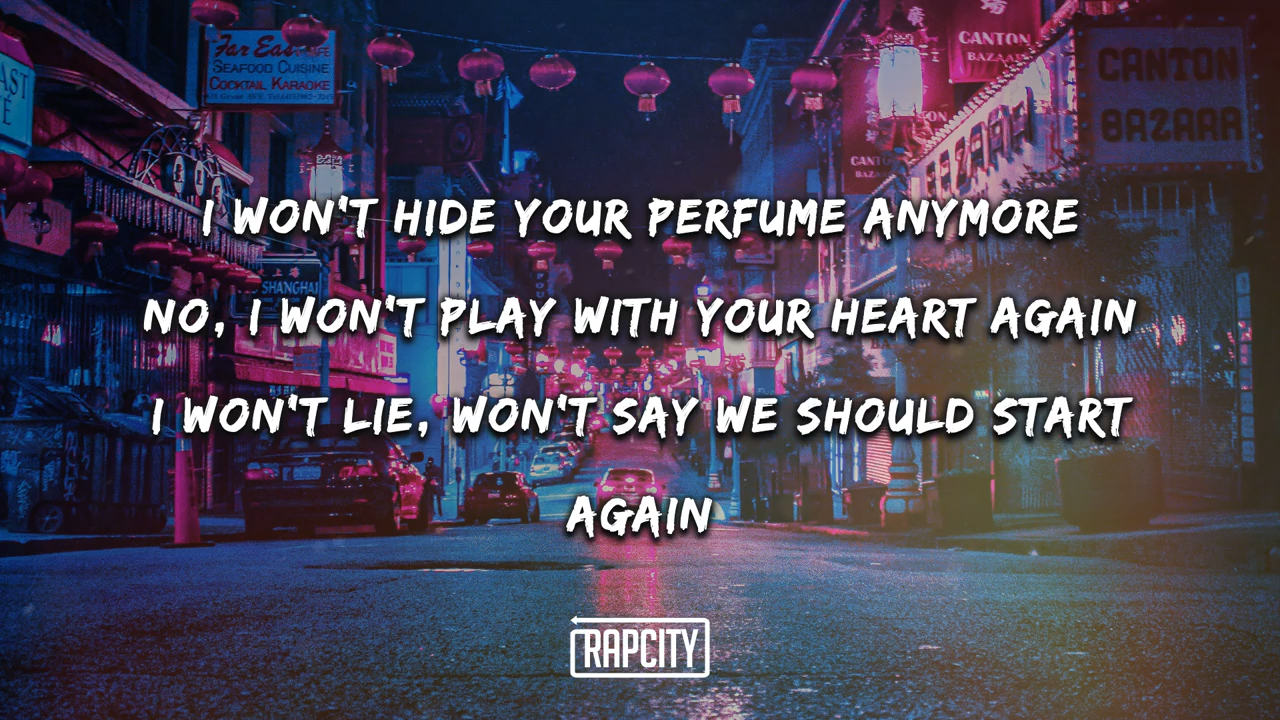 Far East CAFE
SEAFOOD CUISINE
COCKTAIL KARAOKE
CANTON
BAZAAR
CANTON
BAZAAR
I WON'T HIDE YOUR PERFUME ANYMORE
SHANGHAI
NO, I WON'T PLAY WITH YOUR HEART AGAIN
I WON'T LIE, WON'T SAY WE SHOULD START
AGAIN
RAPCITY